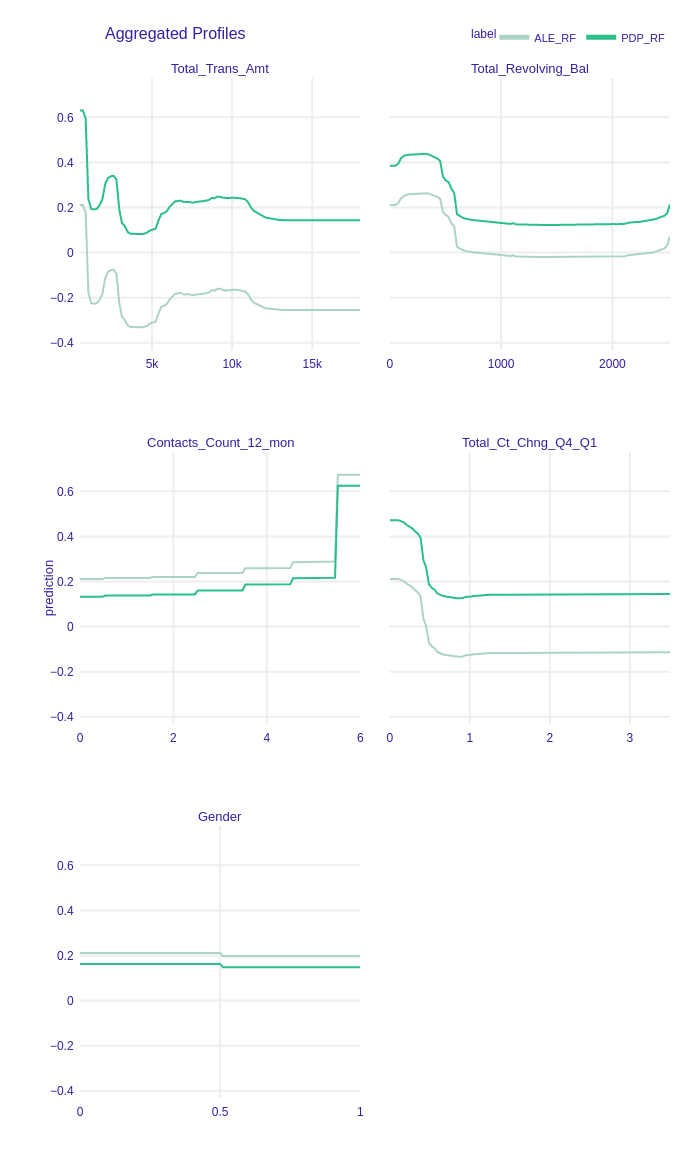 Aggregated Profiles
label ALE_RF PDP_RF
Total_Trans_Amt Total_Revolving_Bal
0.6
0.4
0.2
0
−0.2
−0.4
5k 10k 15k 0 1000 2000
Contacts_Count_12_mon Total_Ct_Chng_Q4_Q1
prediction
0.6
0.4
0.2
0
−0.2
−0.4
0 2 4 6 0 1 2 3
Gender
0.6
0.4
0.2
0
−0.2
−0.4
0 0.5 1